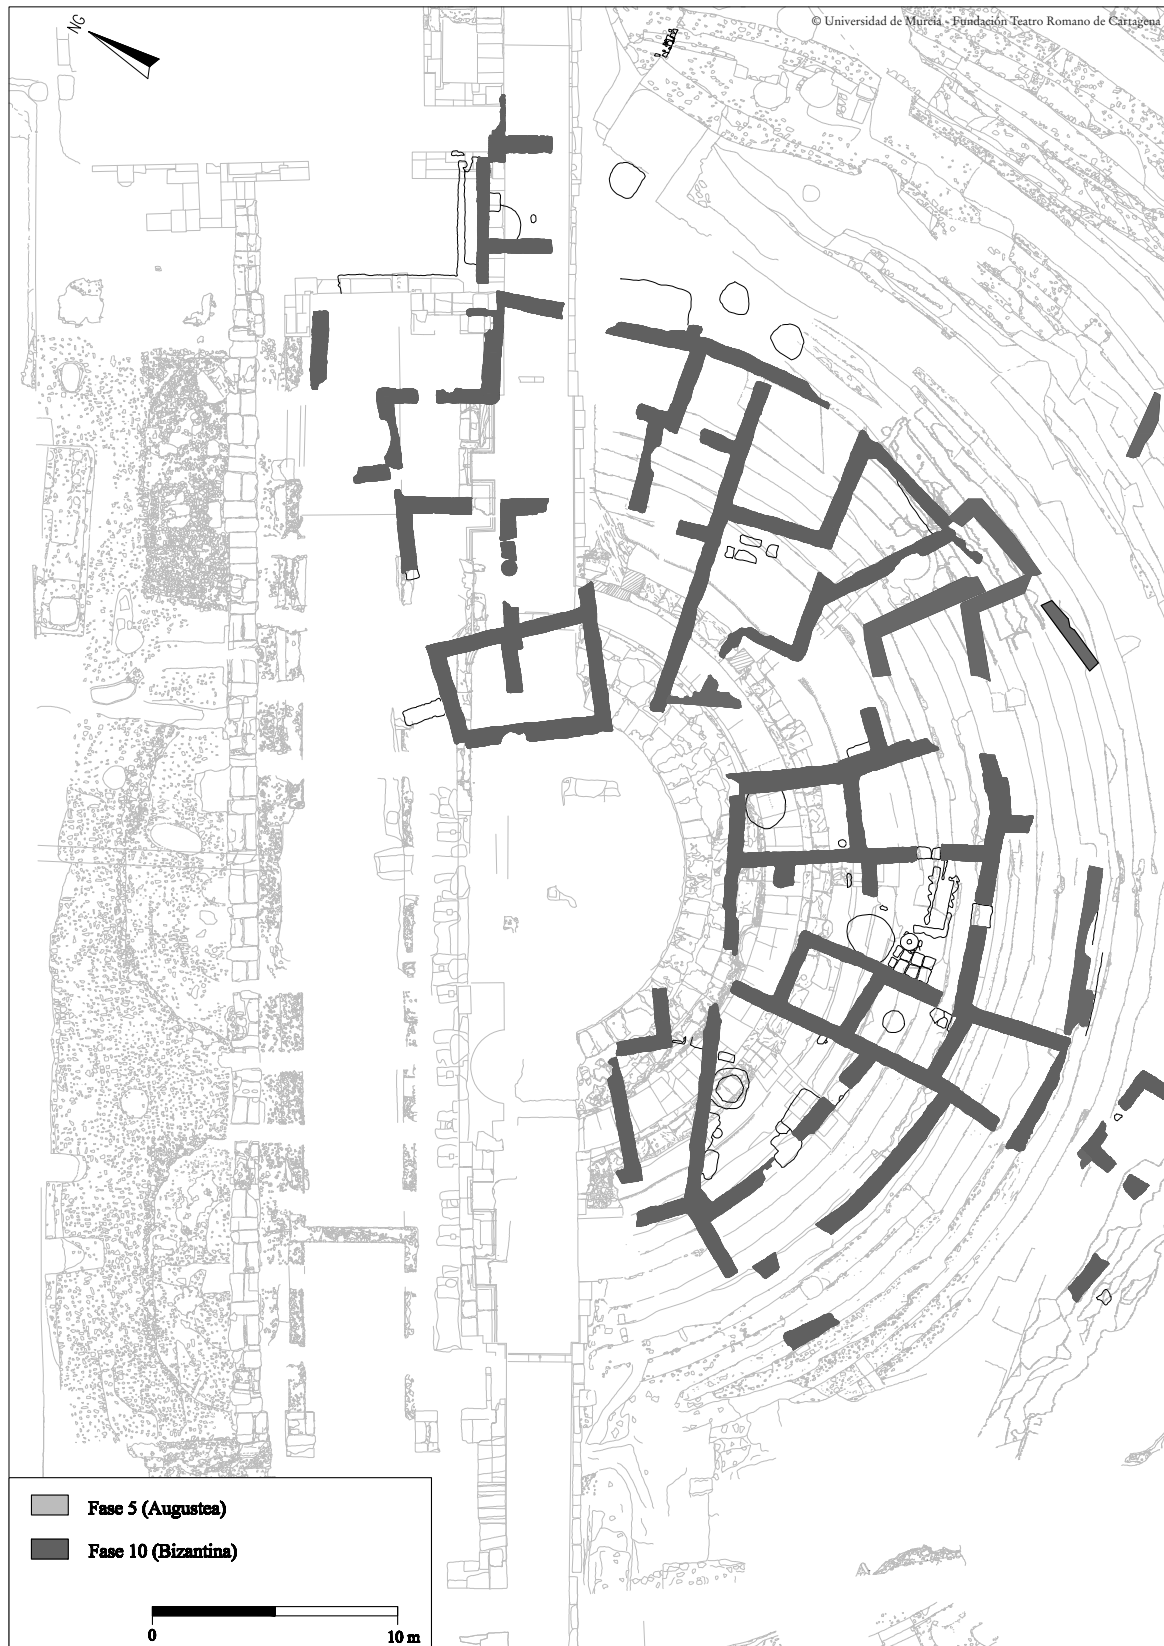 © Universidad de Murcia - Fundación Teatro Romano de Cartagena
NG
Fase 5 (Augustea)
Fase 10 (Bizantina)
0 10 m